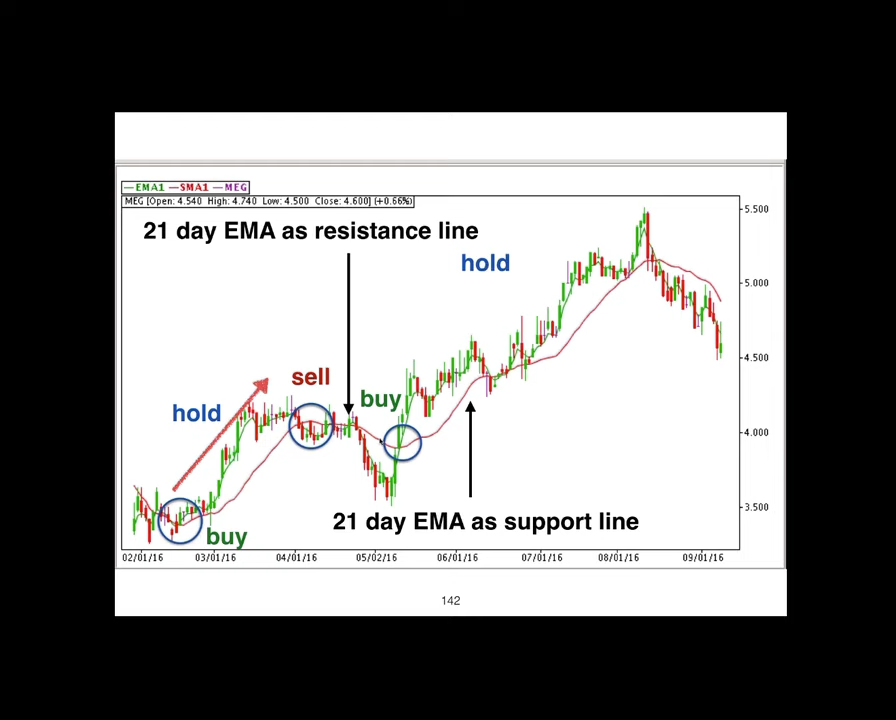 EMA1 SMA1 MEG
MEG [Open: 4.540 High: 4.740 Low: 4.500 Close: 4.600] (+0.66%)
21 day EMA as resistance line
hold
sell
buy
hold
buy
21 day EMA as support line
5.500
5.000
4.500
4.000
3.500
02/01/16 03/01/16 04/01/16 05/02/16 06/01/16 07/01/16 08/01/16 09/01/16
142